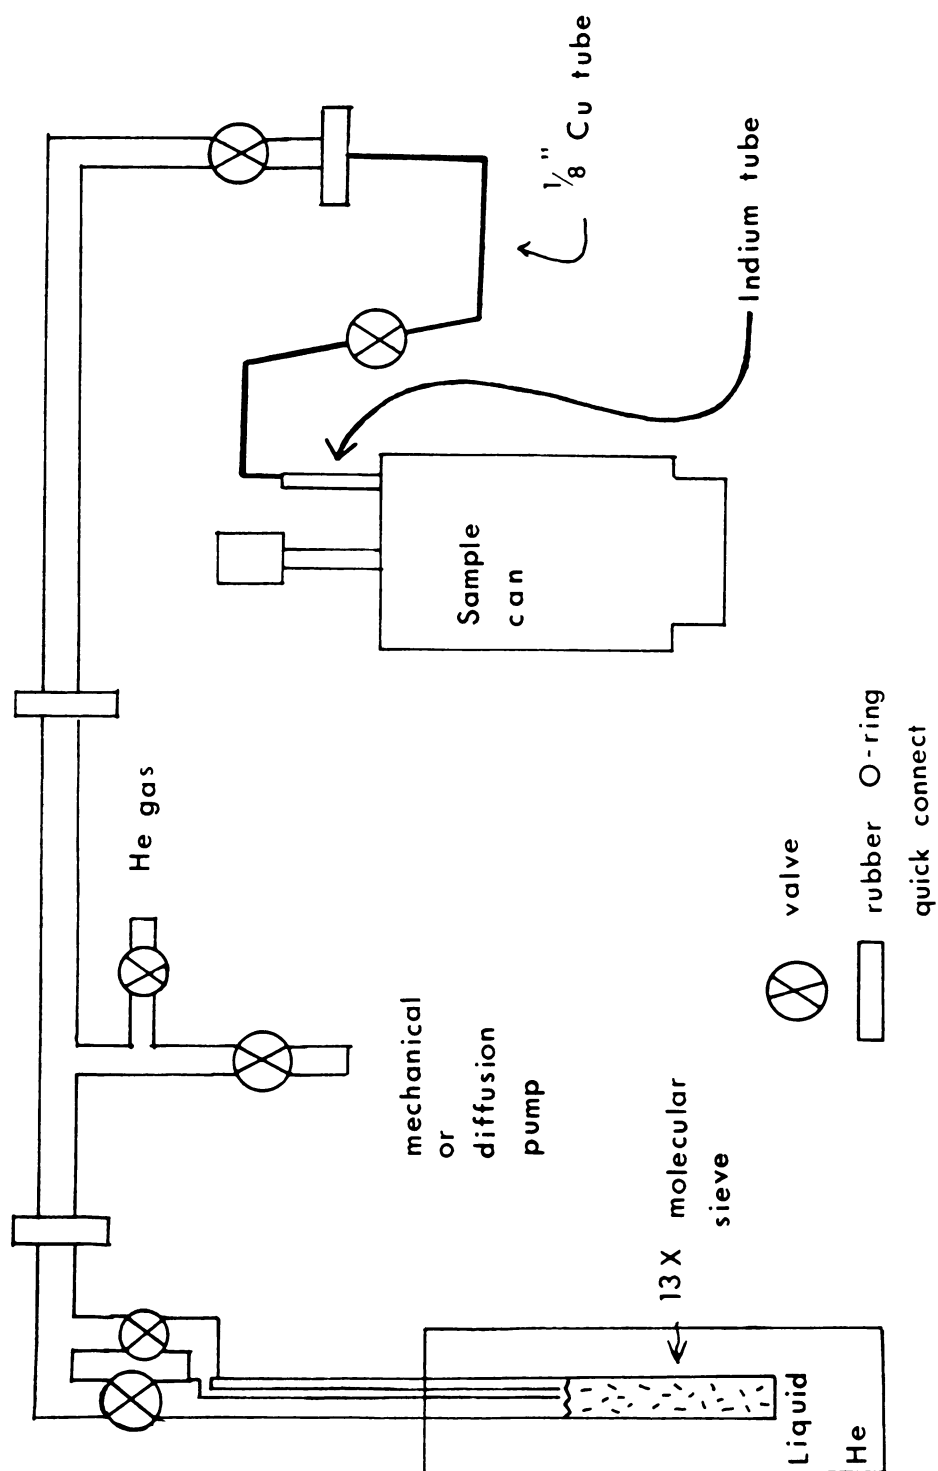 1/8" Cu tube
Indium tube
Sample
can
He gas
mechanical
or
diffusion
pump
13X molecular
sieve
Liquid
He
valve
rubber O-ring
quick connect